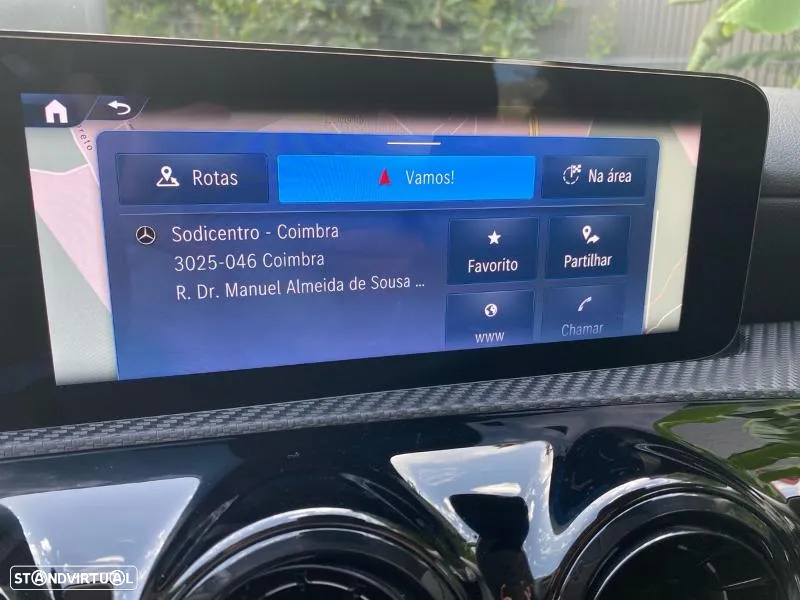 Rotas
Vamos!
Na área
Sodicentro - Coimbra
3025-046 Coimbra
R. Dr. Manuel Almeida de Sousa ...
Favorito
Partilhar
www
Chamar
STANDVIRTUAL